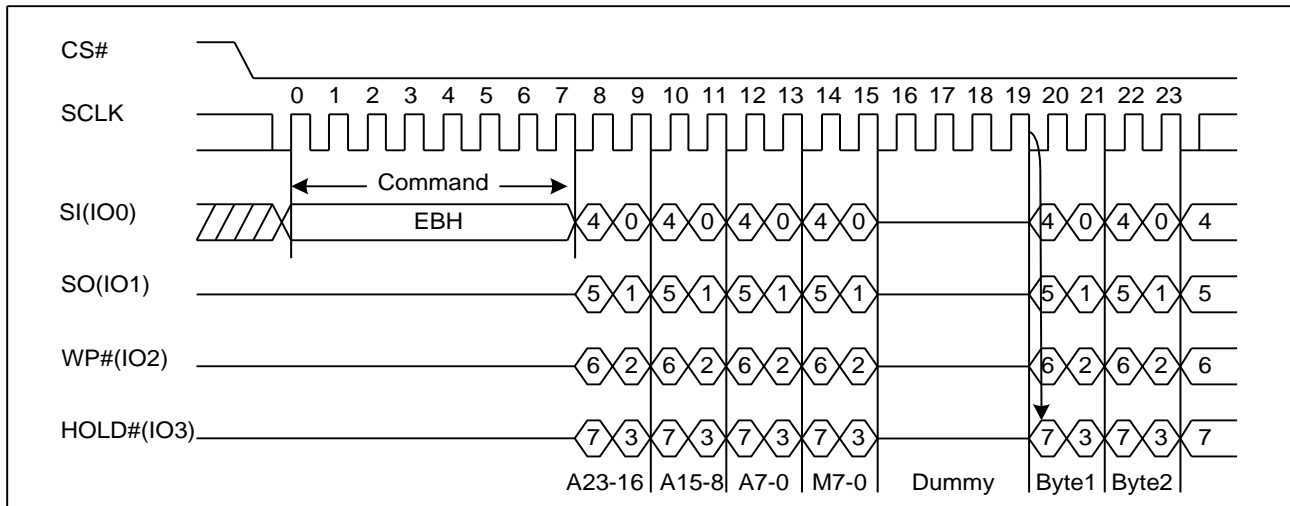 CS#
0 1 2 3 4 5 6 7 8 9 10 11 12 13 14 15 16 17 18 19 20 21 22 23
SCLK
Command
SI(IO0)
EBH 4 0 4 0 4 0 4 0 4 0 4 0 4
SO(IO1) 5 1 5 1 5 1 5 1 5 1 5 1 5
WP#(IO2) 6 2 6 2 6 2 6 2 6 2 6 2 6
HOLD#(IO3) 7 3 7 3 7 3 7 3 7 3 7 3 7
A23-16 A15-8 A7-0 M7-0 Dummy Byte1 Byte2